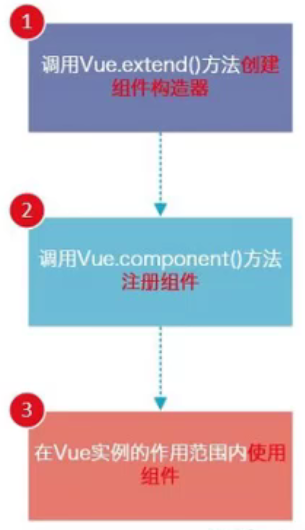 1
调用Vue.extend()方法创建
组件构造器
2
调用Vue.component()方法
注册组件
3
在Vue实例的作用范围内使用
组件